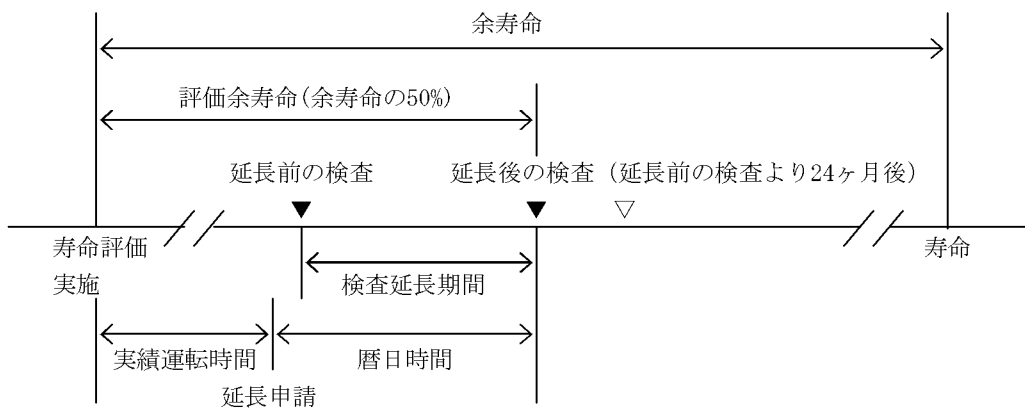 余寿命
評価余寿命(余寿命の50%)
延長前の検査
延長後の検査（延長前の検査より24ヶ月後）
寿命評価
実施
寿命
検査延長期間
実績運転時間
暦日時間
延長申請